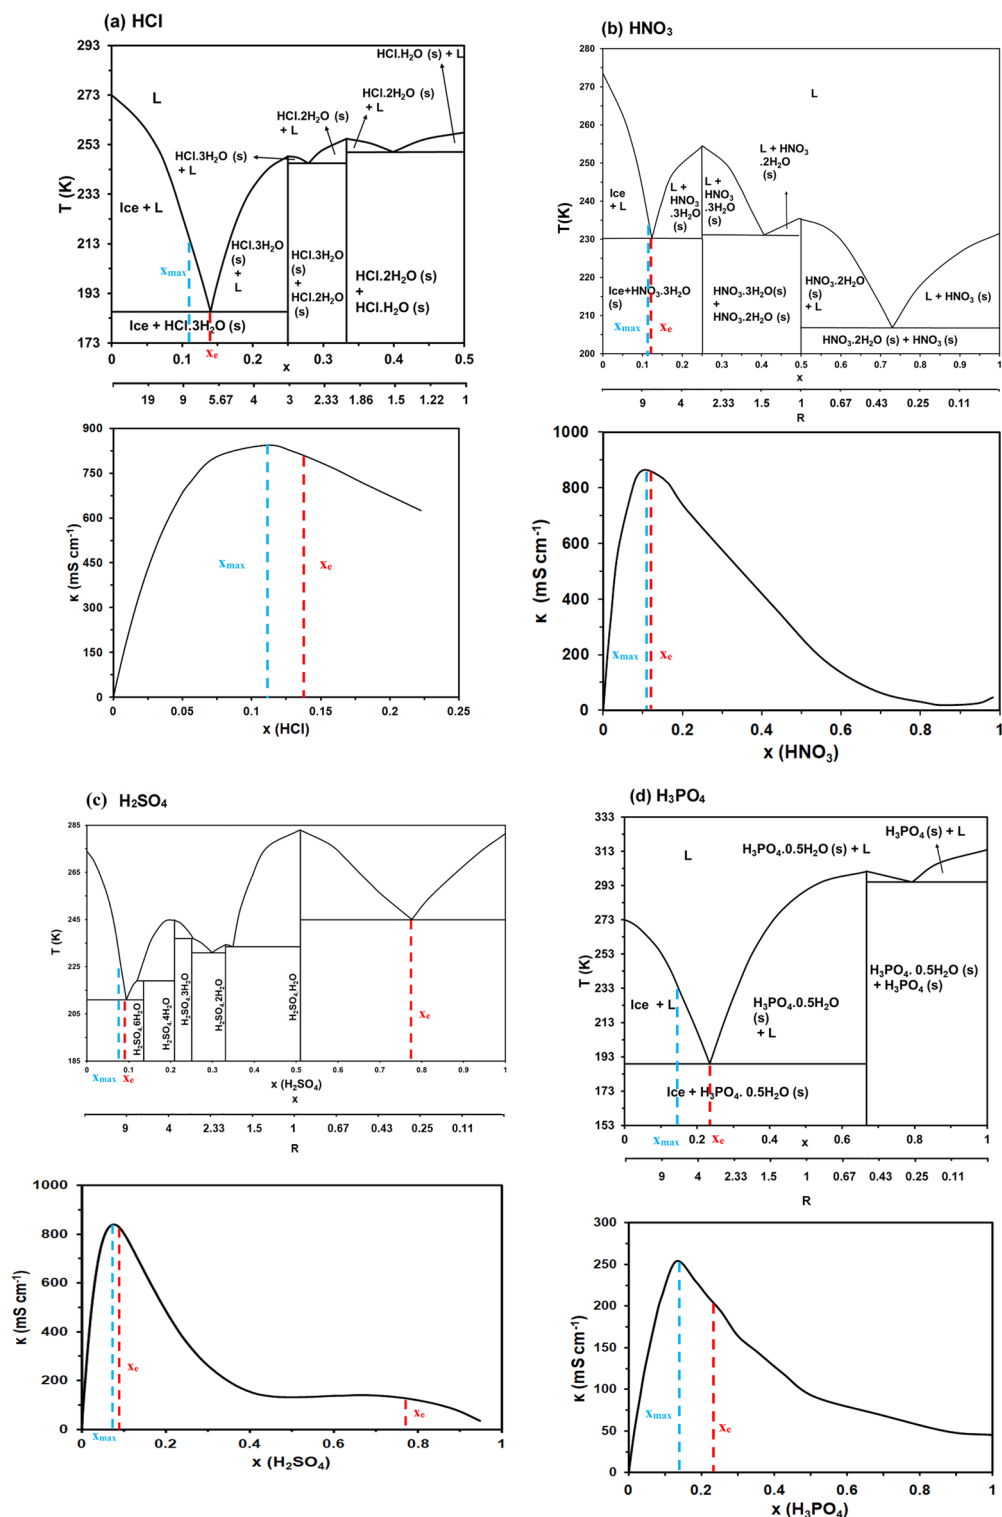 (a) HCl
293
273
253
233
213
193
173
T (K)
L
HCl.H₂O (s) + L
HCl.2H₂O (s)
+ L
HCl.2H₂O (s)
+ L
HCl.3H₂O (s)
+ L
Ice + L
HCl.3H₂O
(s)
+
L
HCl.3H₂O
(s)
+
HCl.2H₂O
(s)
HCl.2H₂O (s)
+
HCl.H₂O (s)
xmax
Ice + HCl.3H₂O (s)
xe
0
0.1
0.2
0.3
0.4
0.5
x
19 9 5.67 4 3 2.33 1.86 1.5 1.22 1
900
750
600
450
300
150
0
κ (mS cm⁻¹)
xmax
xe
0 0.05 0.1 0.15 0.2 0.25
x (HCl)
(b) HNO₃
280
270
260
250
240
230
220
210
200
T(K)
L
L + HNO₃
.2H₂O
(s)
Ice
+ L
L +
HNO₃
.3H₂O
(s)
L +
HNO₃
.3H₂O
(s)
Ice+HNO₃.3H₂O
(s)
HNO₃.3H₂O(s)
+
HNO₃.2H₂O (s)
HNO₃.2H₂O
(s)
+ L
L + HNO₃ (s)
xmax
xe
HNO₃.2H₂O (s) + HNO₃ (s)
0 0.1 0.2 0.3 0.4 0.5 0.6 0.7 0.8 0.9 1
x
9 4 2.33 1.5 1 0.67 0.43 0.25 0.11
R
1000
800
600
400
200
0
κ (mS cm⁻¹)
xmax
xe
0 0.2 0.4 0.6 0.8 1
x (HNO₃)
(c) H₂SO₄
285
265
245
225
205
185
T (K)
H₂SO₄.6H₂O
H₂SO₄.4H₂O
H₂SO₄.3H₂O
H₂SO₄.2H₂O
H₂SO₄.H₂O
xe
xmax
xe
0 0.1 0.2 0.3 0.4 0.5 0.6 0.7 0.8 0.9 1
x (H₂SO₄)
x
9 4 2.33 1.5 1 0.67 0.43 0.25 0.11
R
1000
800
600
400
200
0
κ (mS cm⁻¹)
xe
xe
xmax
0 0.2 0.4 0.6 0.8 1
x (H₂SO₄)
(d) H₃PO₄
333
313
293
273
253
233
213
193
173
153
T (K)
L
H₃PO₄ (s) + L
H₃PO₄.0.5H₂O (s) + L
Ice + L
H₃PO₄.0.5H₂O
(s)
+ L
H₃PO₄. 0.5H₂O (s)
+ H₃PO₄ (s)
Ice + H₃PO₄. 0.5H₂O (s)
xmax
xe
0 0.2 0.4 0.6 0.8 1
x
9 4 2.33 1.5 1 0.67 0.43 0.25 0.11
R
300
250
200
150
100
50
0
κ (mS cm⁻¹)
xmax
xe
0 0.2 0.4 0.6 0.8 1
x (H₃PO₄)